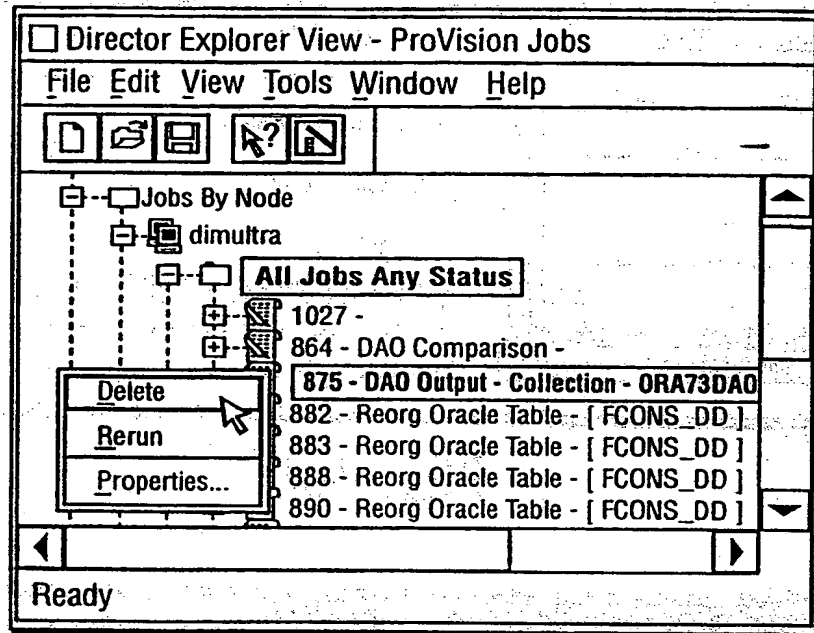 Director Explorer View - ProVision Jobs
File Edit View Tools Window Help
Jobs By Node
dimultra
All Jobs Any Status
1027 -
864 - DAO Comparison -
875 - DAO Output - Collection - ORA73DAO
882 - Reorg Oracle Table - [ FCONS_DD ]
883 - Reorg Oracle Table - [ FCONS_DD ]
888 - Reorg Oracle Table - [ FCONS_DD ]
890 - Reorg Oracle Table - [ FCONS_DD ]
Delete
Rerun
Properties...
Ready